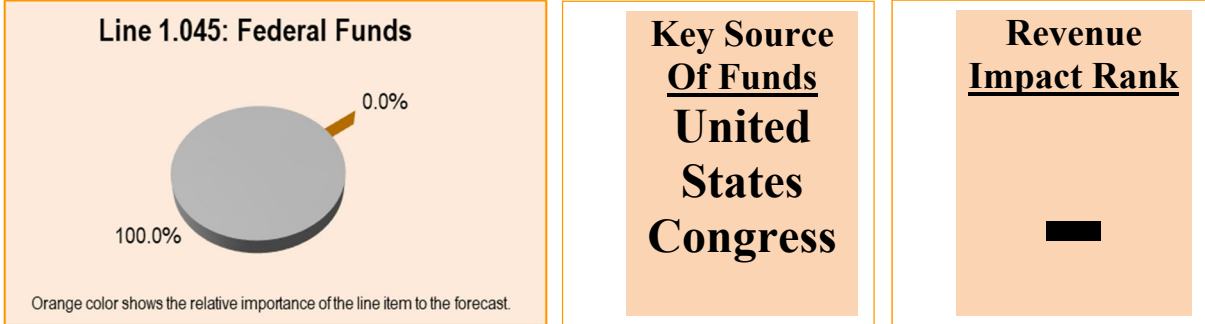 Line 1.045: Federal Funds
0.0%
100.0%
Orange color shows the relative importance of the line item to the forecast.
Key Source
Of Funds
United
States
Congress
Revenue
Impact Rank
-